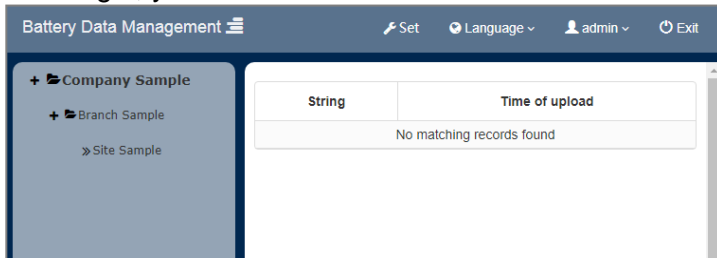 Battery Data Management
Set
Language
admin
Exit
Company Sample
Branch Sample
Site Sample
String
Time of upload
No matching records found